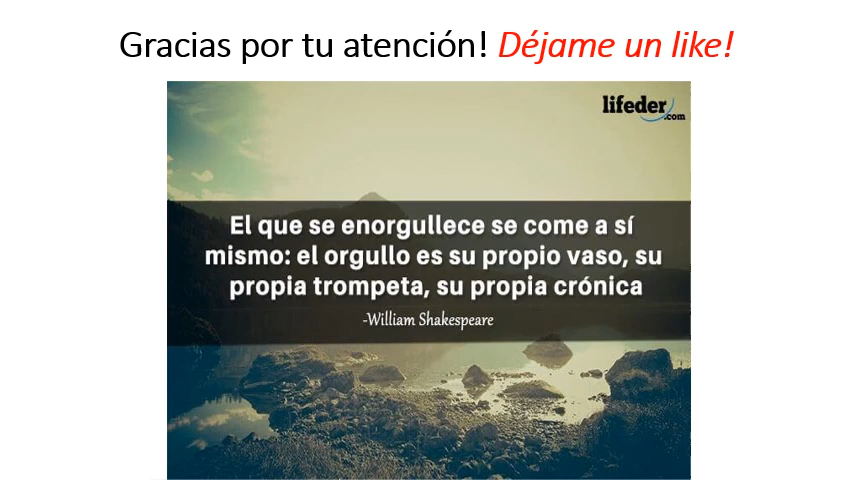 Gracias por tu atención! Déjame un like!
lifeder
.com
El que se enorgullece se come a sí
mismo: el orgullo es su propio vaso, su
propia trompeta, su propia crónica
-William Shakespeare